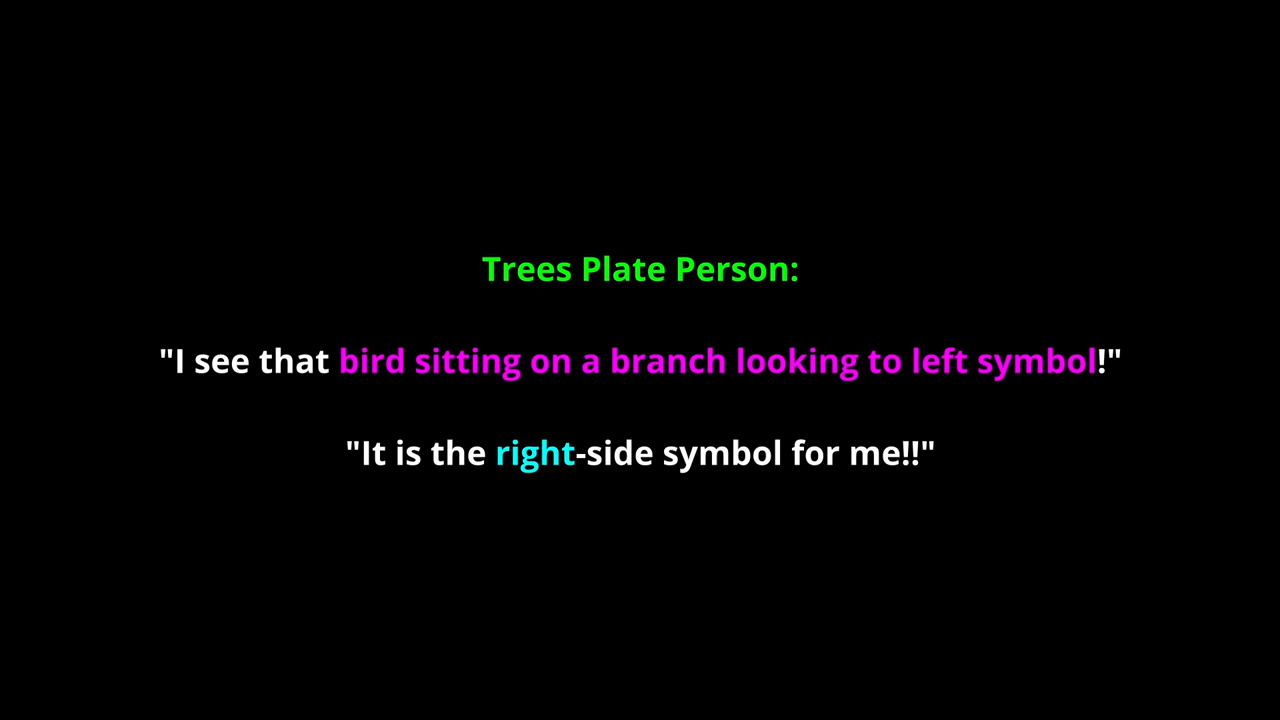 Trees Plate Person:
"I see that bird sitting on a branch looking to left symbol!"
"It is the right-side symbol for me!!"